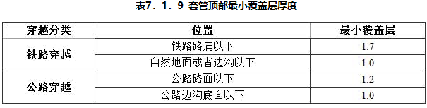 表7．1．9 套管顶部最小覆盖层厚度
穿越分类 位置 最小覆盖层
铁路穿越 铁路路肩以下 1.7
自然地面或者边沟以下 1.0
公路穿越 公路路面以下 1.2
公路边沟底面以下 1.0